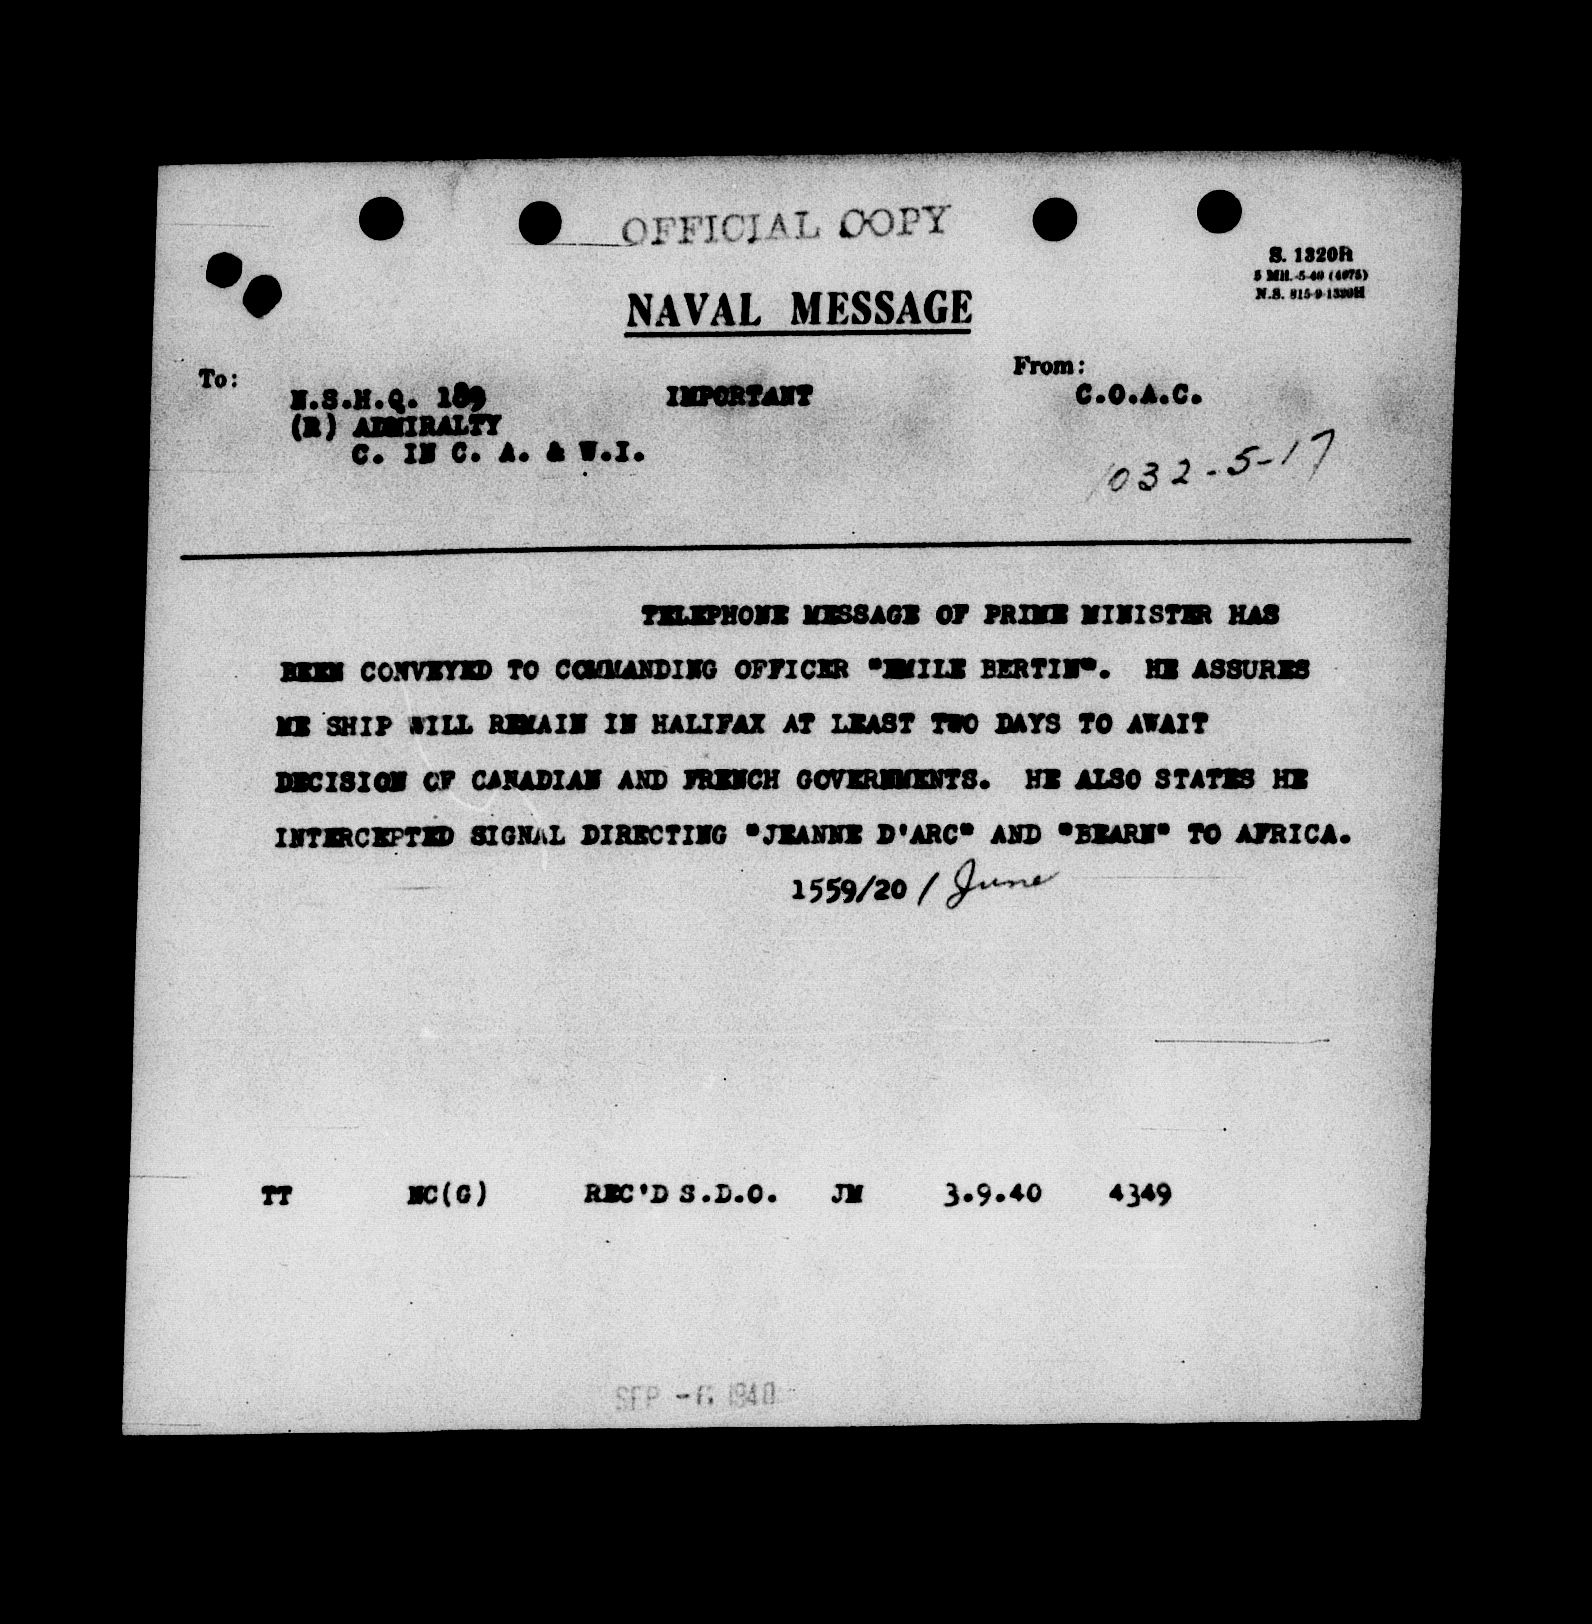 OFFICIAL COPY
S. 1320R
N.S. 815-9-1320H
NAVAL MESSAGE
To:
From:
N.S.H.Q. 189
IMPORTANT
C.O.A.C.
(R) ADMIRALTY
C. IN C. A. & W.I.
1032-5-17
TELEPHONE MESSAGE OF PRIME MINISTER HAS
BEEN CONVEYED TO COMMANDING OFFICER "EMILE BERTIN". HE ASSURES
ME SHIP WILL REMAIN IN HALIFAX AT LEAST TWO DAYS TO AWAIT
DECISION OF CANADIAN AND FRENCH GOVERNMENTS. HE ALSO STATES HE
INTERCEPTED SIGNAL DIRECTING "JEANNE D'ARC" AND "BEARN" TO AFRICA.
1559/20 / June
TT NC(G) REC'D S.D.O. JM 3.9.40 4349
SEP -6 1940